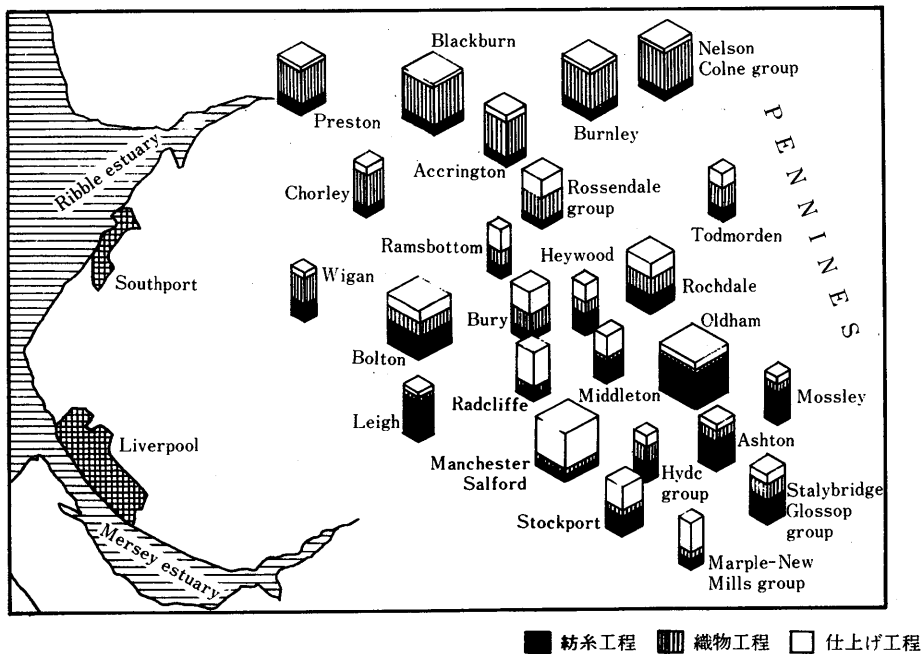 Blackburn
Nelson
Colne group
Preston
Burnley
PENNINES
Accrington
Ribble estuary
Chorley
Rossendale
group
Todmorden
Ramsbottom
Heywood
Southport
Wigan
Rochdale
Bury
Oldham
Bolton
Radcliffe
Middleton
Mossley
Leigh
Ashton
Liverpool
Manchester
Salford
Hydc
group
Stalybridge
Glossop
group
Stockport
Mersey estuary
Marple-New
Mills group
紡糸工程 織物工程 仕上げ工程